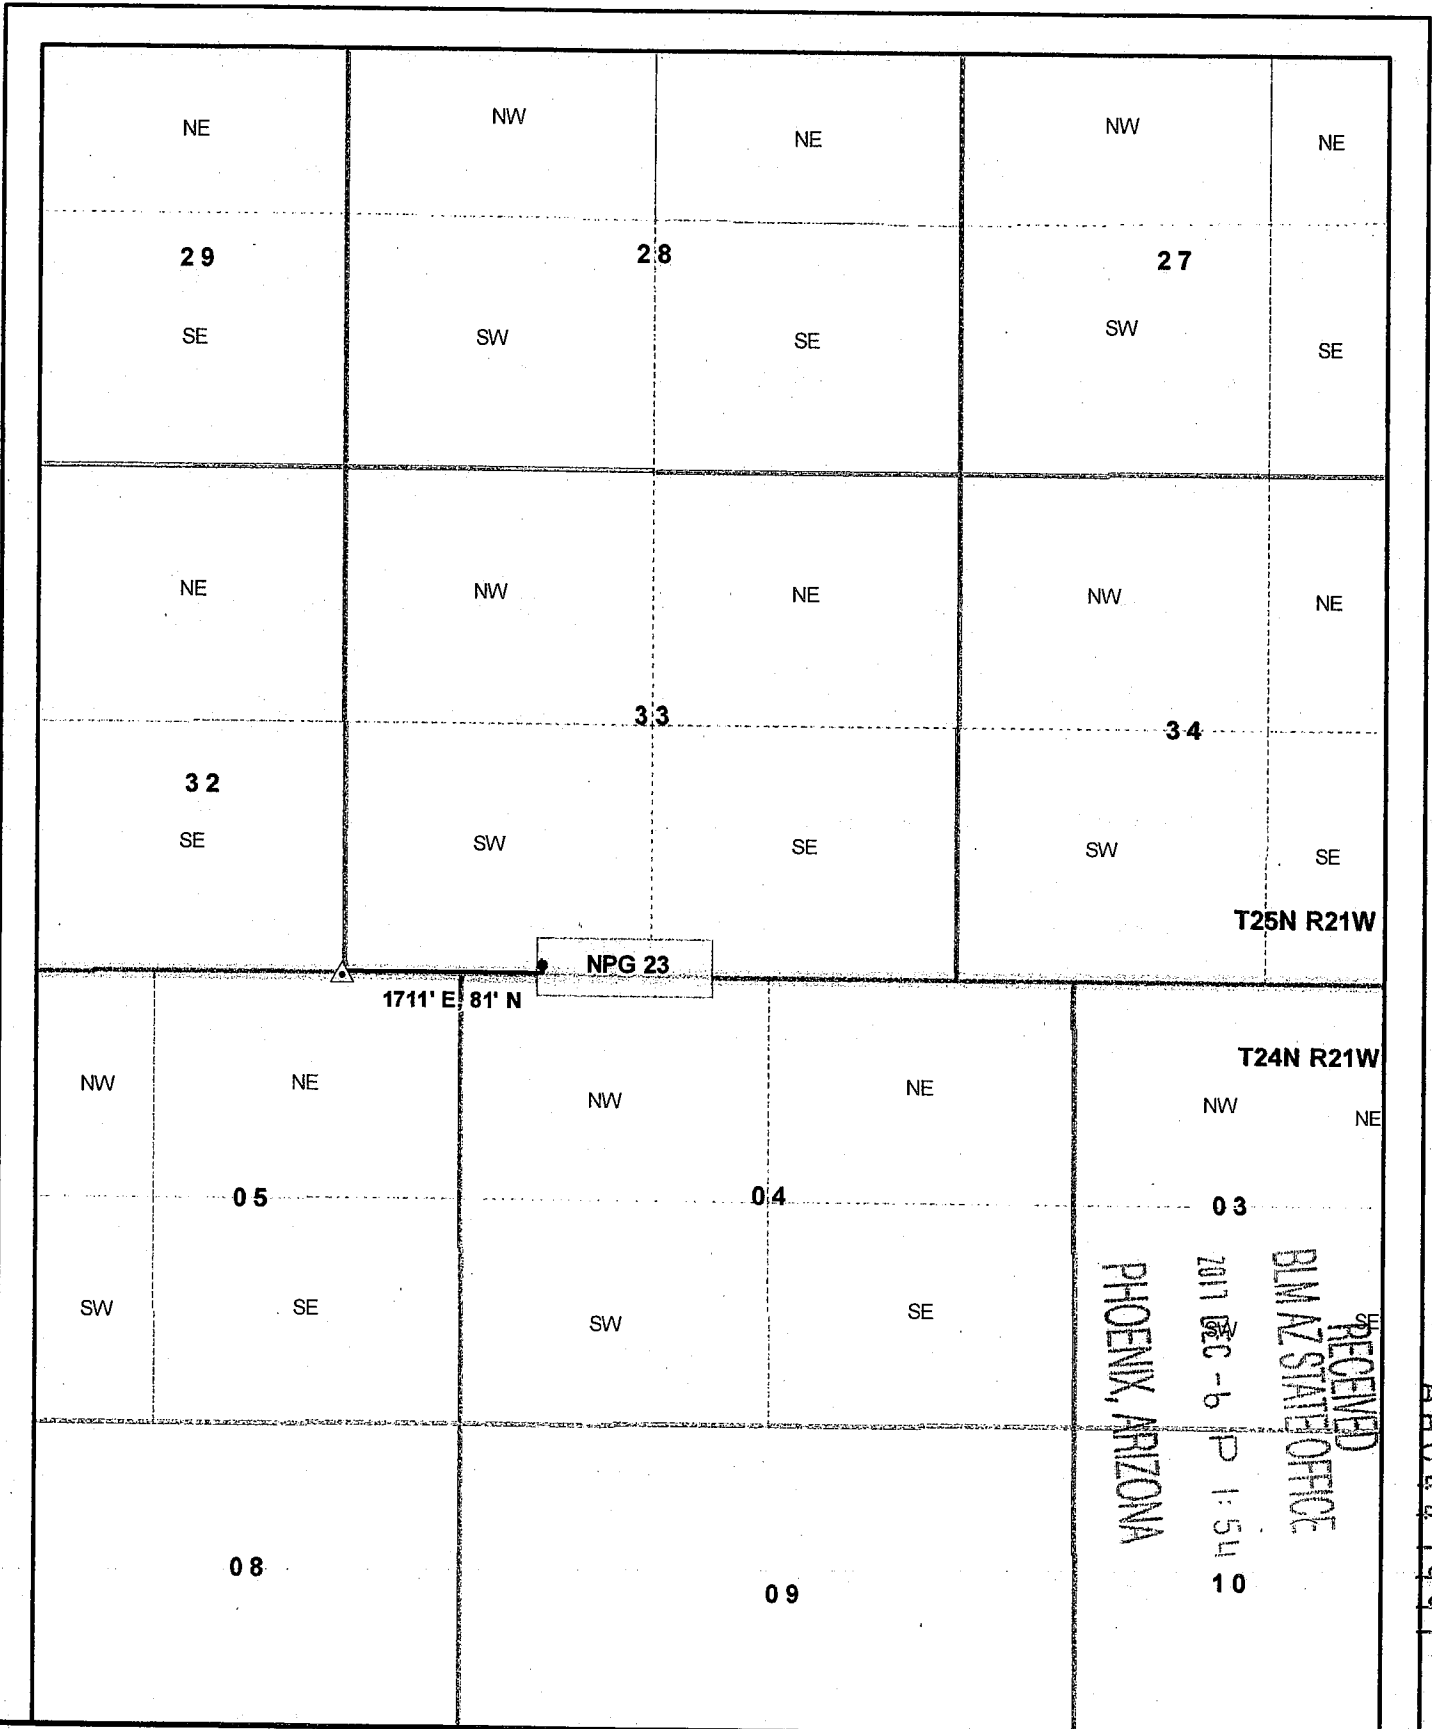 NE NW NE NW NE
29 28 27
SE SW SE SW SE
NE NW NE NW NE
33 34
32
SE SW SE SW SE
T25N R21W
NPG 23
1711' E, 81' N
T24N R21W
NW NE NW NE NW NE
05 04 03
SW SE SW SE SW SE
RECEIVED
BLM AZ STATE OFFICE
2017 DEC -6 P 1:54
PHOENIX, ARIZONA
08 09 10